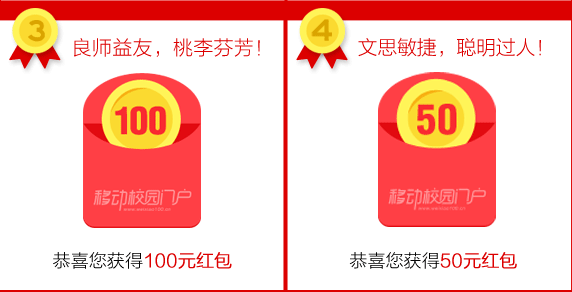 3
良师益友，桃李芬芳！
100
移动校园门户
恭喜您获得100元红包
4
文思敏捷，聪明过人！
50
移动校园门户
恭喜您获得50元红包